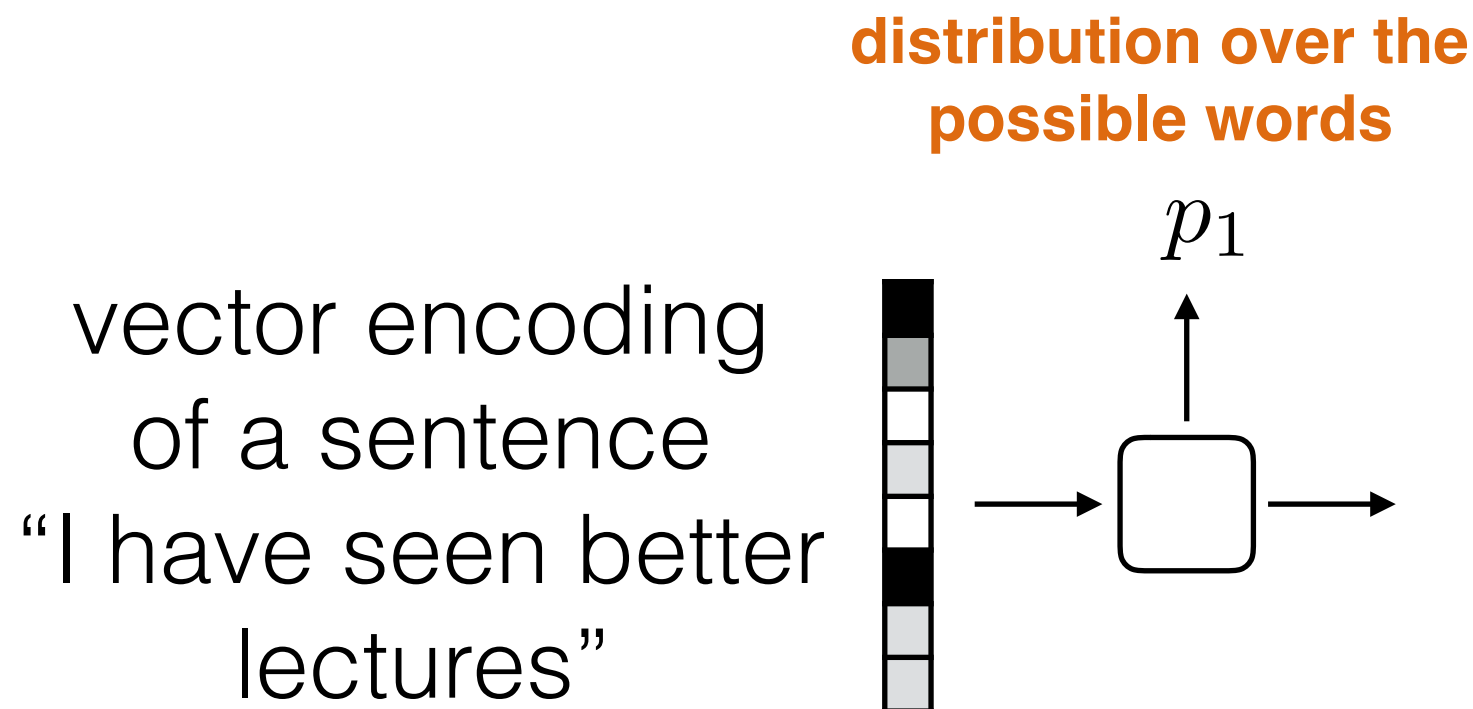 distribution over the
possible words
p₁
vector encoding
of a sentence
“I have seen better
lectures”